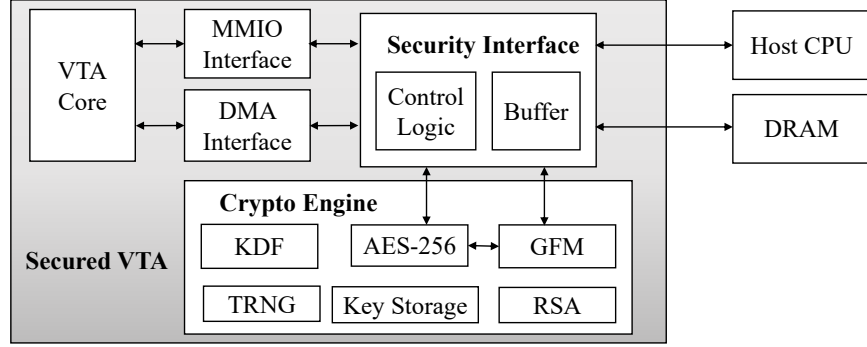 VTA
Core
MMIO
Interface
DMA
Interface
Security Interface
Control
Logic
Buffer
Host CPU
DRAM
Secured VTA
Crypto Engine
KDF
AES-256
GFM
TRNG
Key Storage
RSA